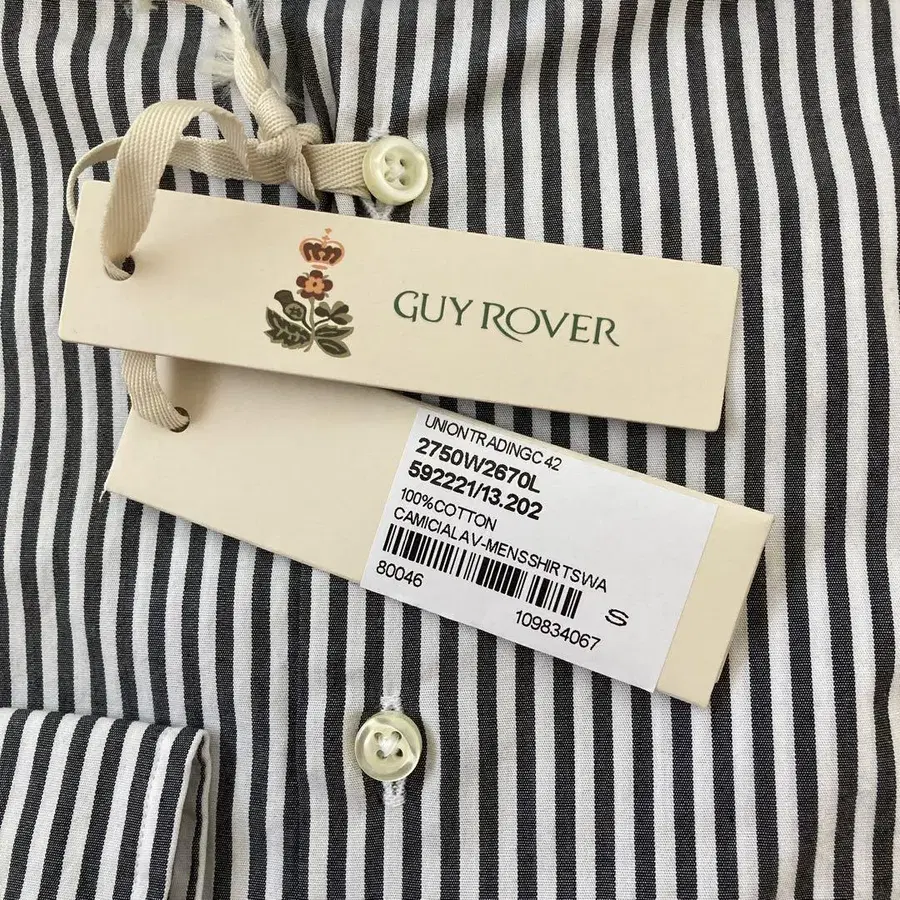 GUY ROVER
UNIONTRADINGC 42
2750W2670L
592221/13.202
100%COTTON
CAMICIALAV-MENSSHIRTSWA
80046
109834067
S